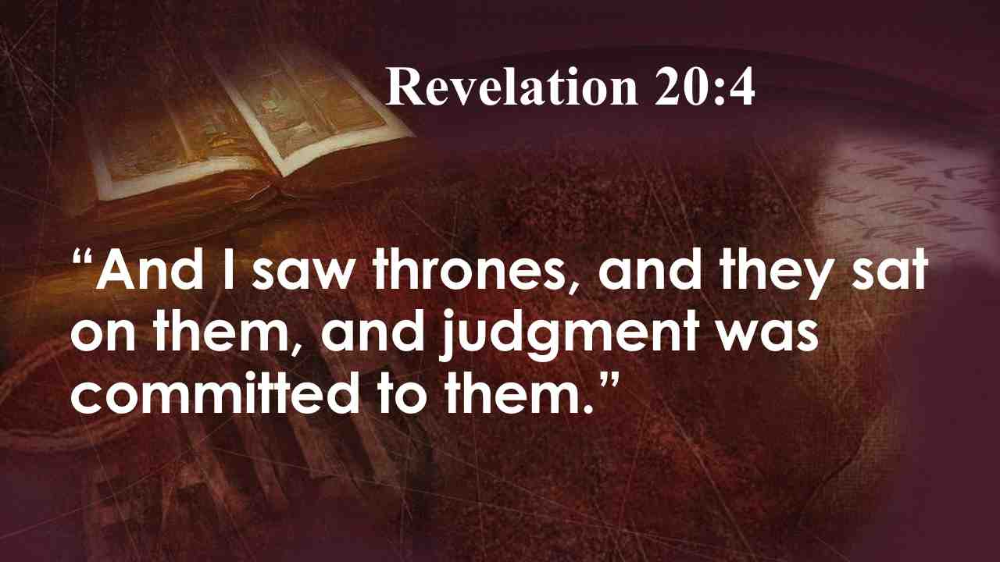 Revelation 20:4
“And I saw thrones, and they sat
on them, and judgment was
committed to them.”